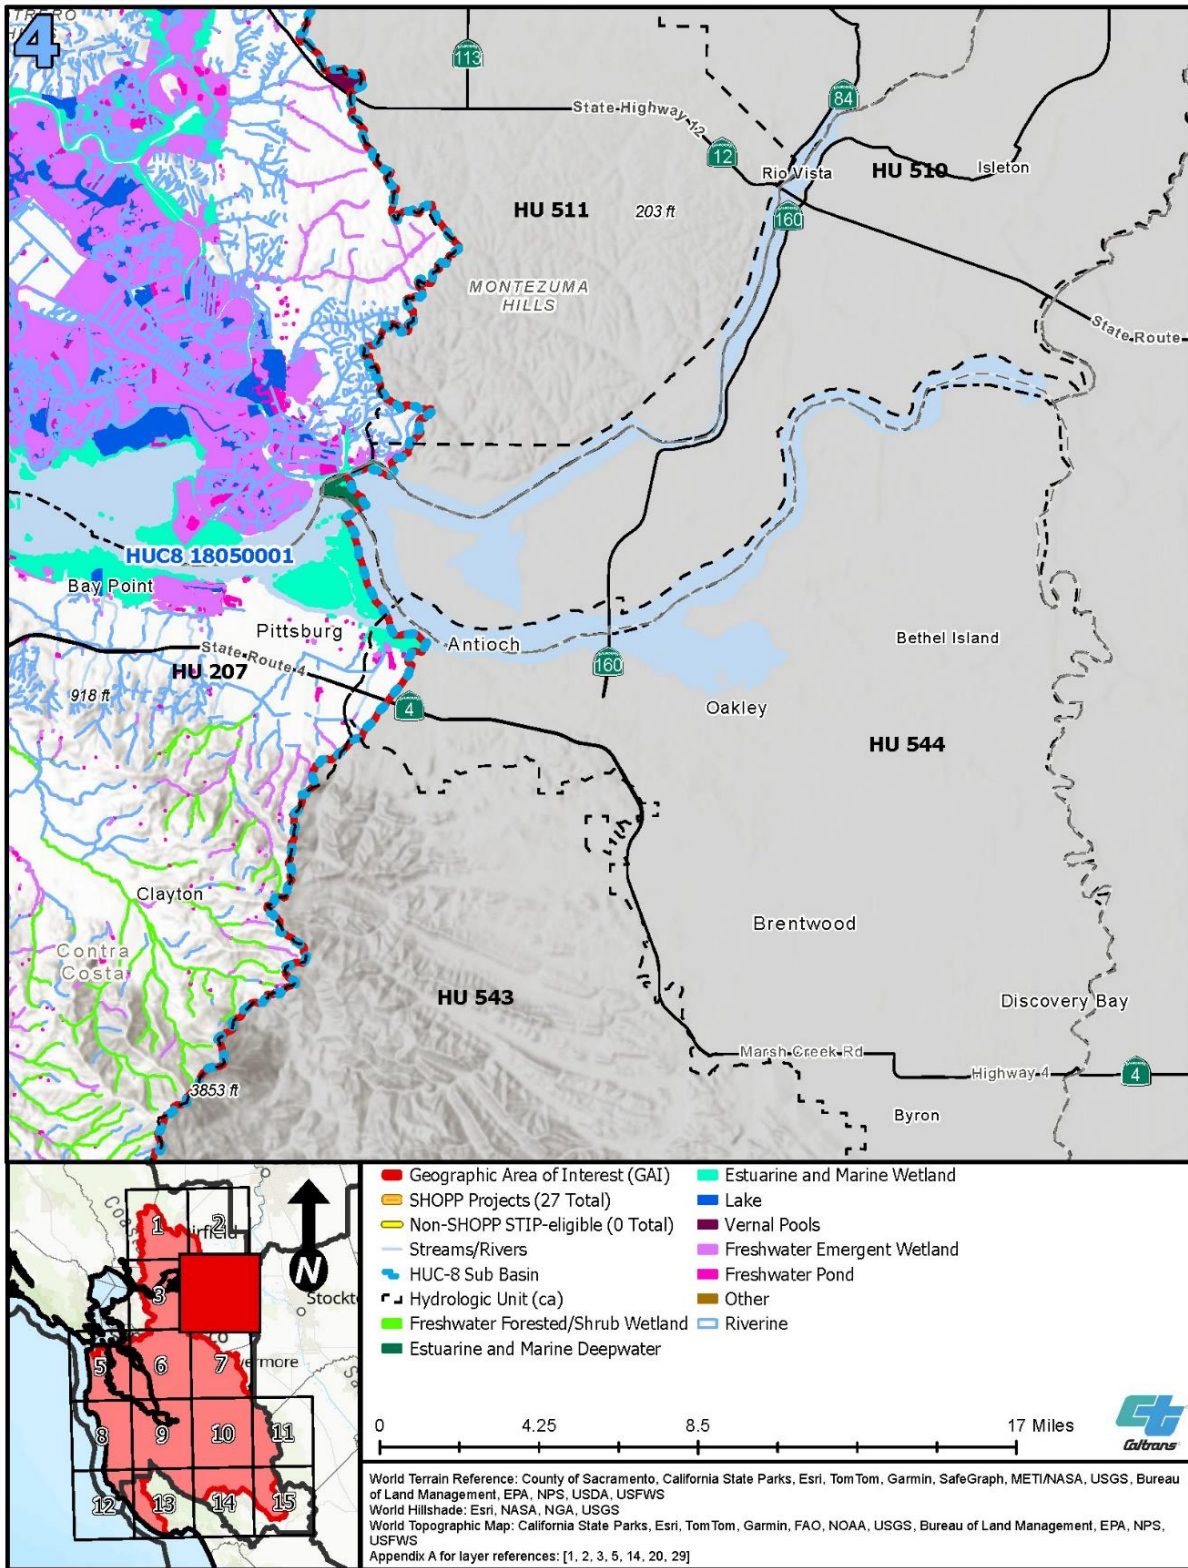 TRERO
HI
4
113
State Highway 12
84
12
Rio Vista
HU 510
Isleton
160
HU 511
203 ft
MONTEZUMA
HILLS
State Route
HUC8 18050001
Bay Point
Pittsburg
Antioch
Bethel Island
State Route 4
HU 207
160
918 ft
4
Oakley
HU 544
Clayton
Brentwood
Contra
Costa
HU 543
Discovery Bay
Marsh Creek Rd
Highway 4
4
3853 ft
Byron
1
2
irfield
3
Stockt
5
6
7
vermore
8
9
10
11
12
13
14
15
N
Geographic Area of Interest (GAI)
SHOPP Projects (27 Total)
Non-SHOPP STIP-eligible (0 Total)
Streams/Rivers
HUC-8 Sub Basin
Hydrologic Unit (ca)
Freshwater Forested/Shrub Wetland
Estuarine and Marine Deepwater
Estuarine and Marine Wetland
Lake
Vernal Pools
Freshwater Emergent Wetland
Freshwater Pond
Other
Riverine
0 4.25 8.5 17 Miles
Caltrans
World Terrain Reference: County of Sacramento, California State Parks, Esri, TomTom, Garmin, SafeGraph, METI/NASA, USGS, Bureau
of Land Management, EPA, NPS, USDA, USFWS
World Hillshade: Esri, NASA, NGA, USGS
World Topographic Map: California State Parks, Esri, TomTom, Garmin, FAO, NOAA, USGS, Bureau of Land Management, EPA, NPS,
USFWS
Appendix A for layer references: [1, 2, 3, 5, 14, 20, 29]